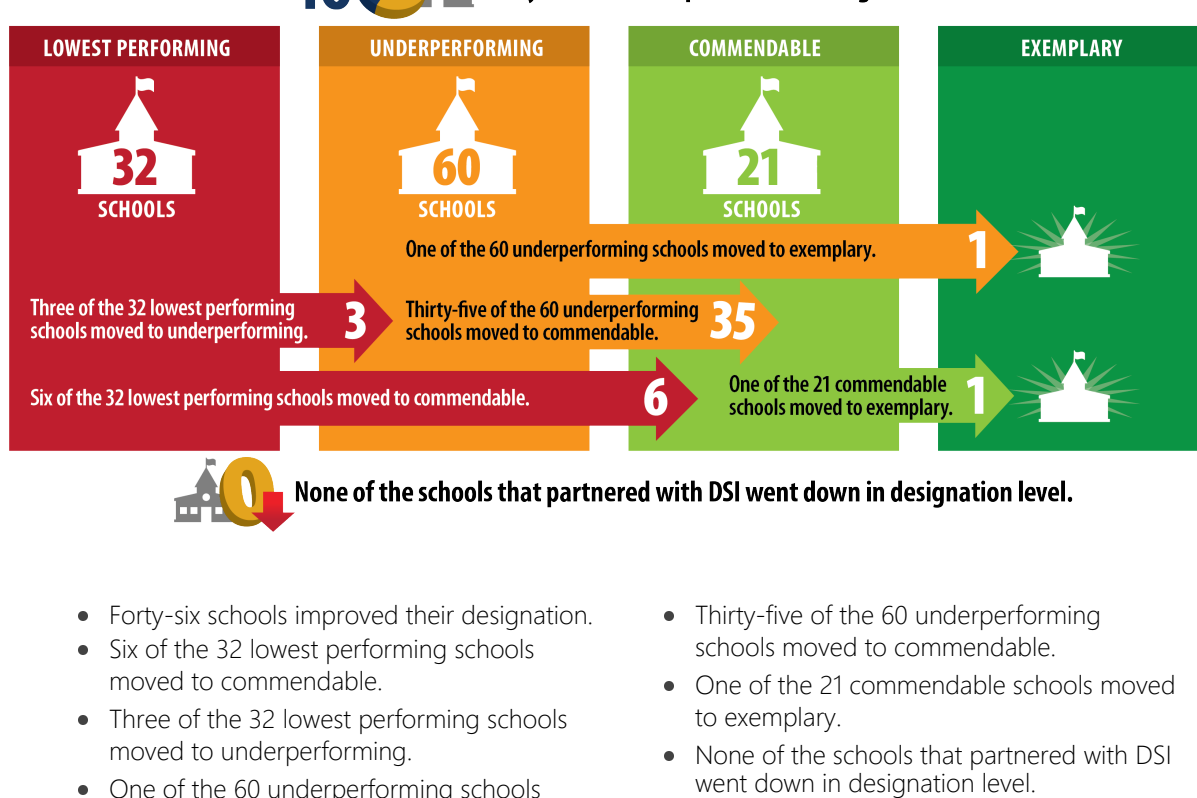 LOWEST PERFORMING
UNDERPERFORMING
COMMENDABLE
EXEMPLARY
32
SCHOOLS
60
SCHOOLS
21
SCHOOLS
One of the 60 underperforming schools moved to exemplary.
1
Three of the 32 lowest performing
schools moved to underperforming.
3
Thirty-five of the 60 underperforming
schools moved to commendable.
35
Six of the 32 lowest performing schools moved to commendable.
6
One of the 21 commendable
schools moved to exemplary.
1
0
None of the schools that partnered with DSI went down in designation level.
• Forty-six schools improved their designation.
• Six of the 32 lowest performing schools
moved to commendable.
• Three of the 32 lowest performing schools
moved to underperforming.
• One of the 60 underperforming schools
• Thirty-five of the 60 underperforming
schools moved to commendable.
• One of the 21 commendable schools moved
to exemplary.
• None of the schools that partnered with DSI
went down in designation level.